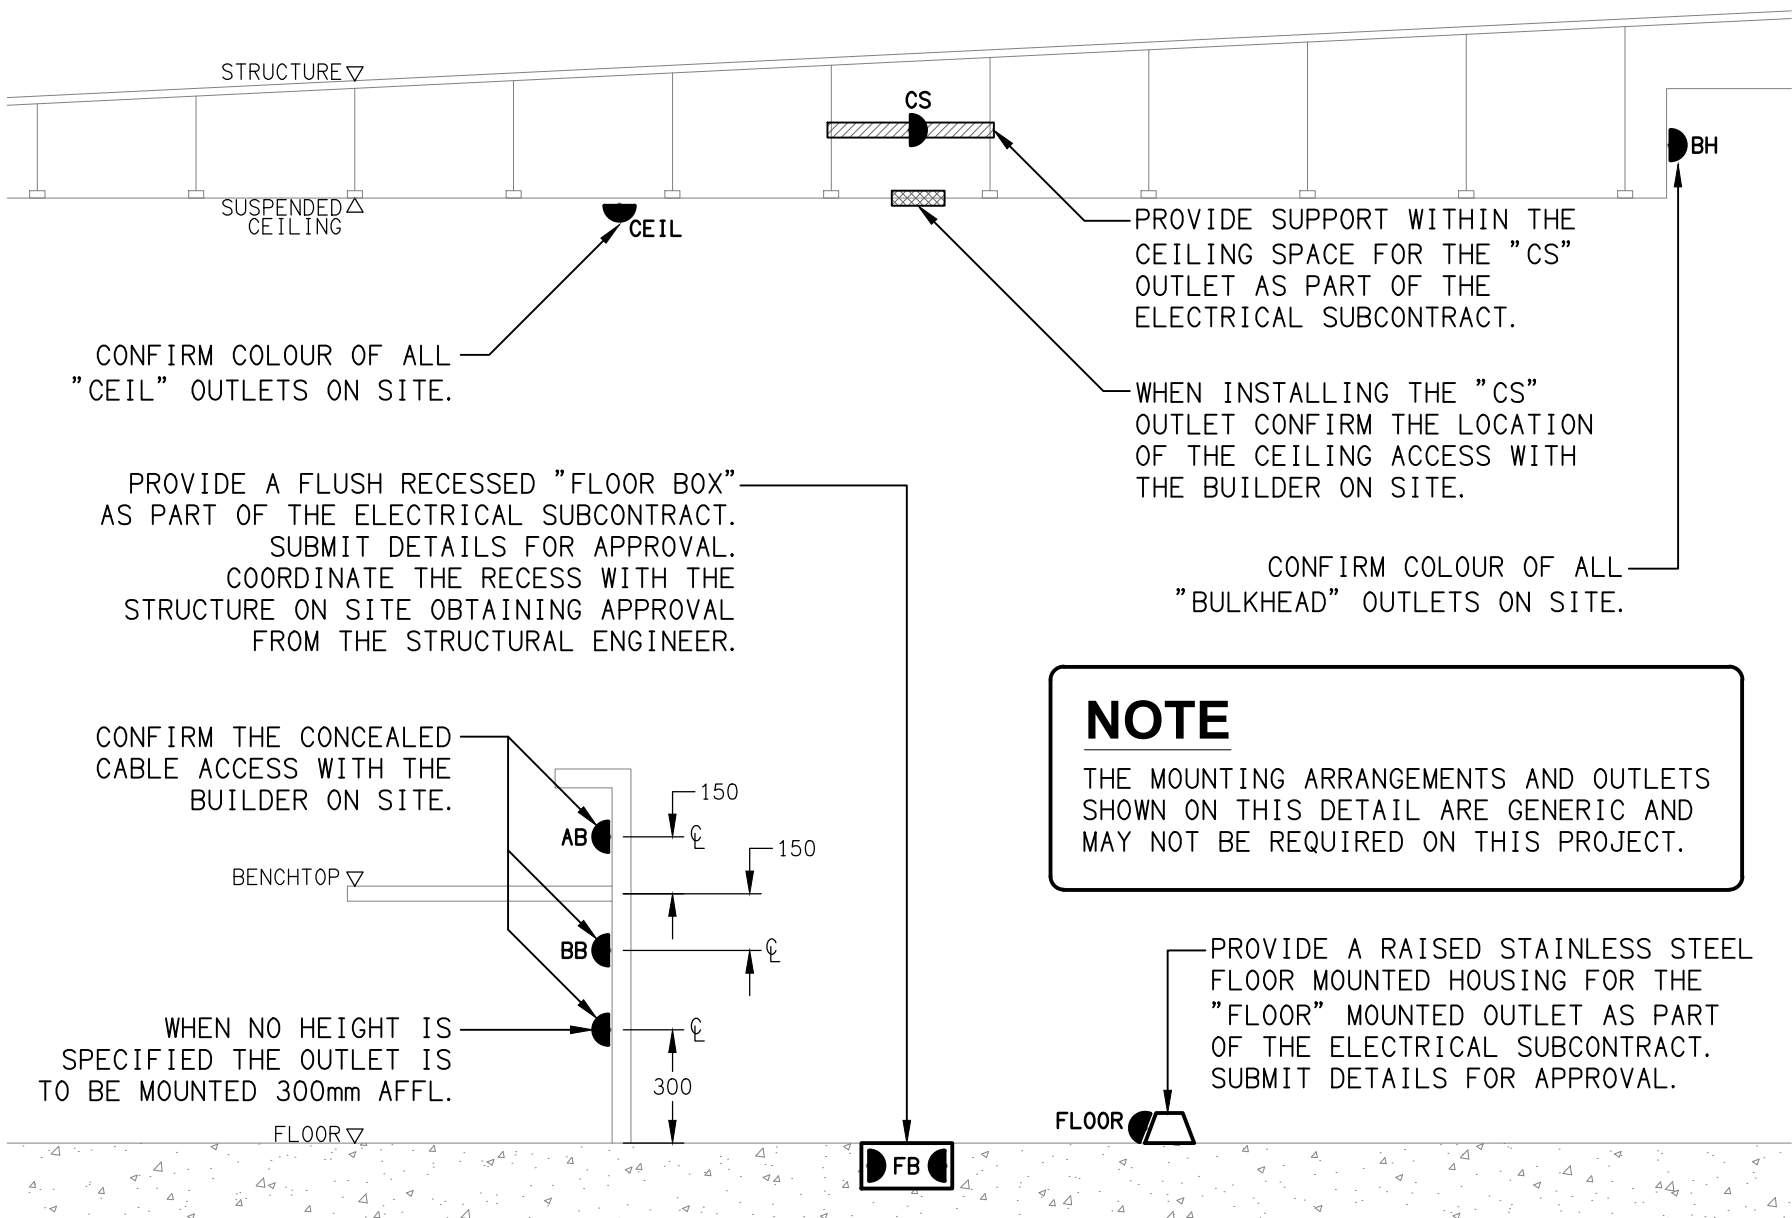 STRUCTURE
CS
BH
SUSPENDED
CEILING
CEIL
PROVIDE SUPPORT WITHIN THE
CEILING SPACE FOR THE "CS"
OUTLET AS PART OF THE
ELECTRICAL SUBCONTRACT.
CONFIRM COLOUR OF ALL
"CEIL" OUTLETS ON SITE.
WHEN INSTALLING THE "CS"
OUTLET CONFIRM THE LOCATION
OF THE CEILING ACCESS WITH
THE BUILDER ON SITE.
PROVIDE A FLUSH RECESSED "FLOOR BOX"
AS PART OF THE ELECTRICAL SUBCONTRACT.
SUBMIT DETAILS FOR APPROVAL.
COORDINATE THE RECESS WITH THE
STRUCTURE ON SITE OBTAINING APPROVAL
FROM THE STRUCTURAL ENGINEER.
CONFIRM COLOUR OF ALL
"BULKHEAD" OUTLETS ON SITE.
NOTE
THE MOUNTING ARRANGEMENTS AND OUTLETS
SHOWN ON THIS DETAIL ARE GENERIC AND
MAY NOT BE REQUIRED ON THIS PROJECT.
CONFIRM THE CONCEALED
CABLE ACCESS WITH THE
BUILDER ON SITE.
150
AB
℄
150
BENCHTOP
BB
℄
WHEN NO HEIGHT IS
SPECIFIED THE OUTLET IS
TO BE MOUNTED 300mm AFFL.
℄
300
PROVIDE A RAISED STAINLESS STEEL
FLOOR MOUNTED HOUSING FOR THE
"FLOOR" MOUNTED OUTLET AS PART
OF THE ELECTRICAL SUBCONTRACT.
SUBMIT DETAILS FOR APPROVAL.
FLOOR
FLOOR
FB